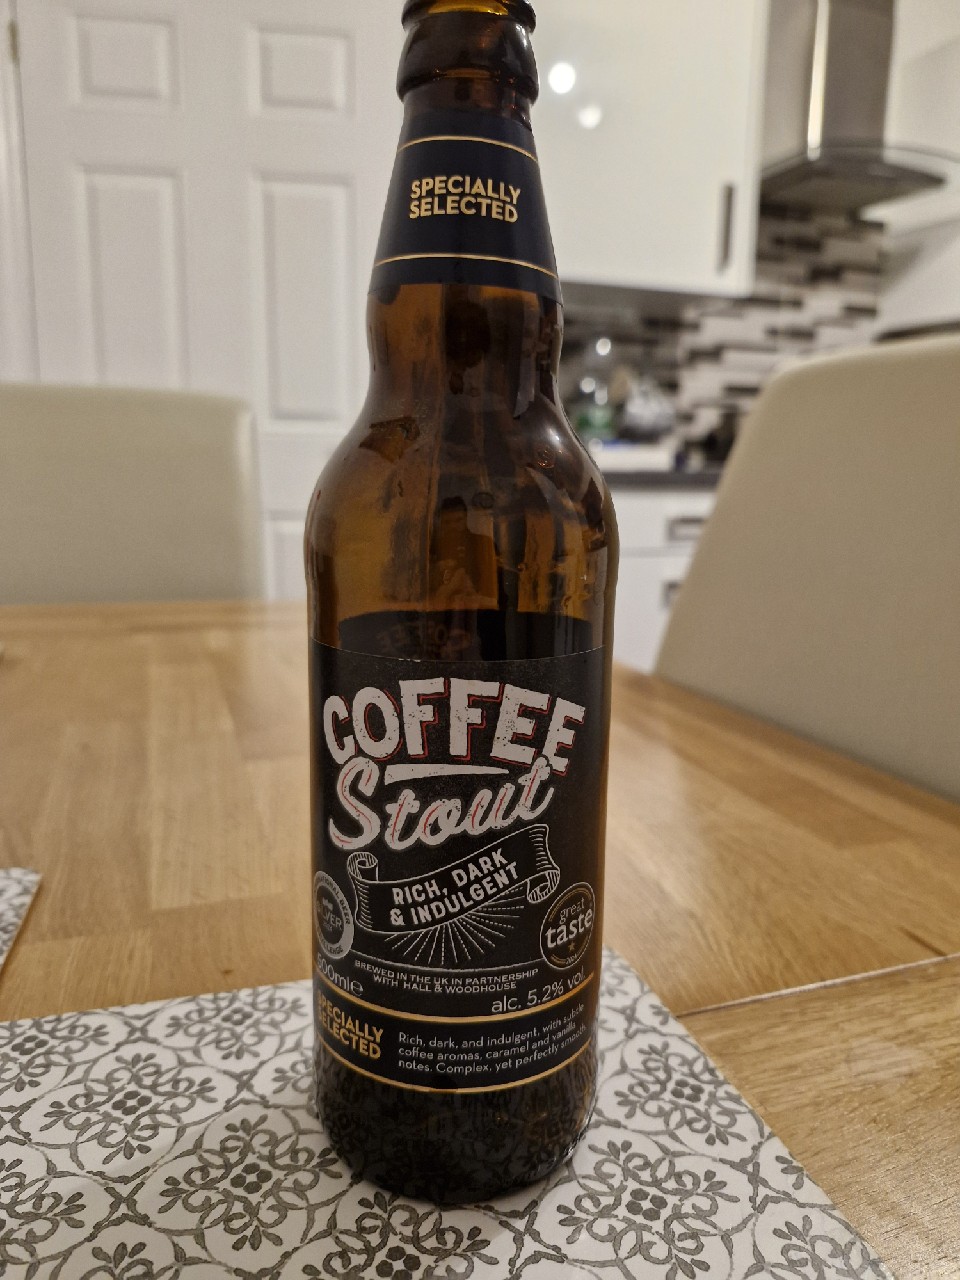 SPECIALLY
SELECTED
COFFEE
Stout
RICH, DARK
& INDULGENT
SILVER
great
taste
BREWED IN THE UK IN PARTNERSHIP
WITH HALL & WOODHOUSE
500ml℮
alc. 5.2% vol.
SPECIALLY
SELECTED
Rich, dark, and indulgent, with subtle
coffee aromas, caramel and vanilla
notes. Complex, yet perfectly smooth.